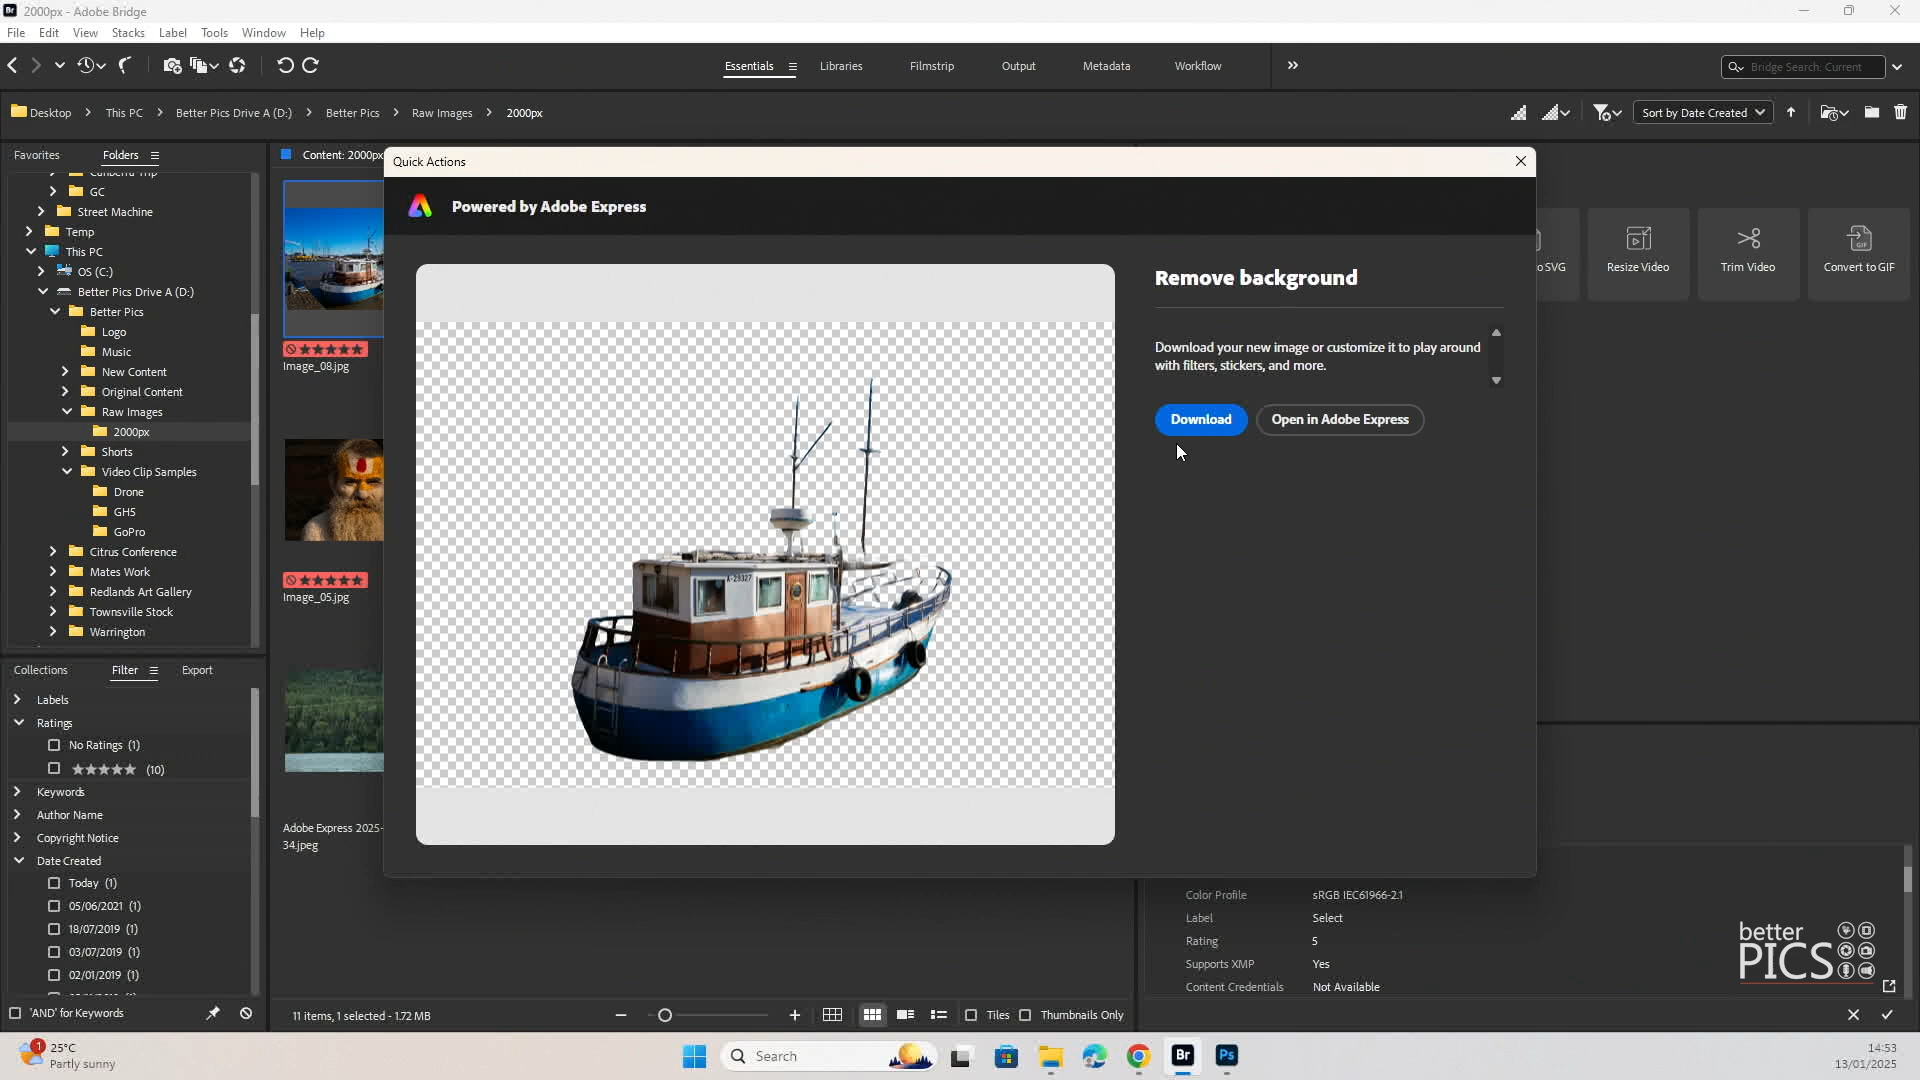 2000px - Adobe Bridge
File Edit View Stacks Label Tools Window Help
Essentials Libraries Filmstrip Output Metadata Workflow
Bridge Search: Current
Desktop This PC Better Pics Drive A (D:) Better Pics Raw Images 2000px
Sort by Date Created
Favorites Folders
GC
Street Machine
Temp
This PC
OS (C:)
Better Pics Drive A (D:)
Better Pics
Logo
Music
New Content
Original Content
Raw Images
2000px
Shorts
Video Clip Samples
Drone
GH5
GoPro
Citrus Conference
Mates Work
Redlands Art Gallery
Townsville Stock
Warrington
Collections Filter Export
Labels
Ratings
No Ratings (1)
(10)
Keywords
Author Name
Copyright Notice
Date Created
Today (1)
05/06/2021 (1)
18/07/2019 (1)
03/07/2019 (1)
02/01/2019 (1)
'AND' for Keywords
Content: 2000px
Image_08.jpg
Image_05.jpg
Adobe Express 2025-
34.jpeg
11 items, 1 selected - 1.72 MB
Tiles Thumbnails Only
Quick Actions
Powered by Adobe Express
Remove background
Download your new image or customize it to play around
with filters, stickers, and more.
Download Open in Adobe Express
o SVG Resize Video Trim Video Convert to GIF
GIF
Color Profile sRGB IEC61966-2.1
Label Select
Rating 5
Supports XMP Yes
Content Credentials Not Available
better
PICS
1
25°C
Partly sunny
Search
Br
Ps
14:53
13/01/2025